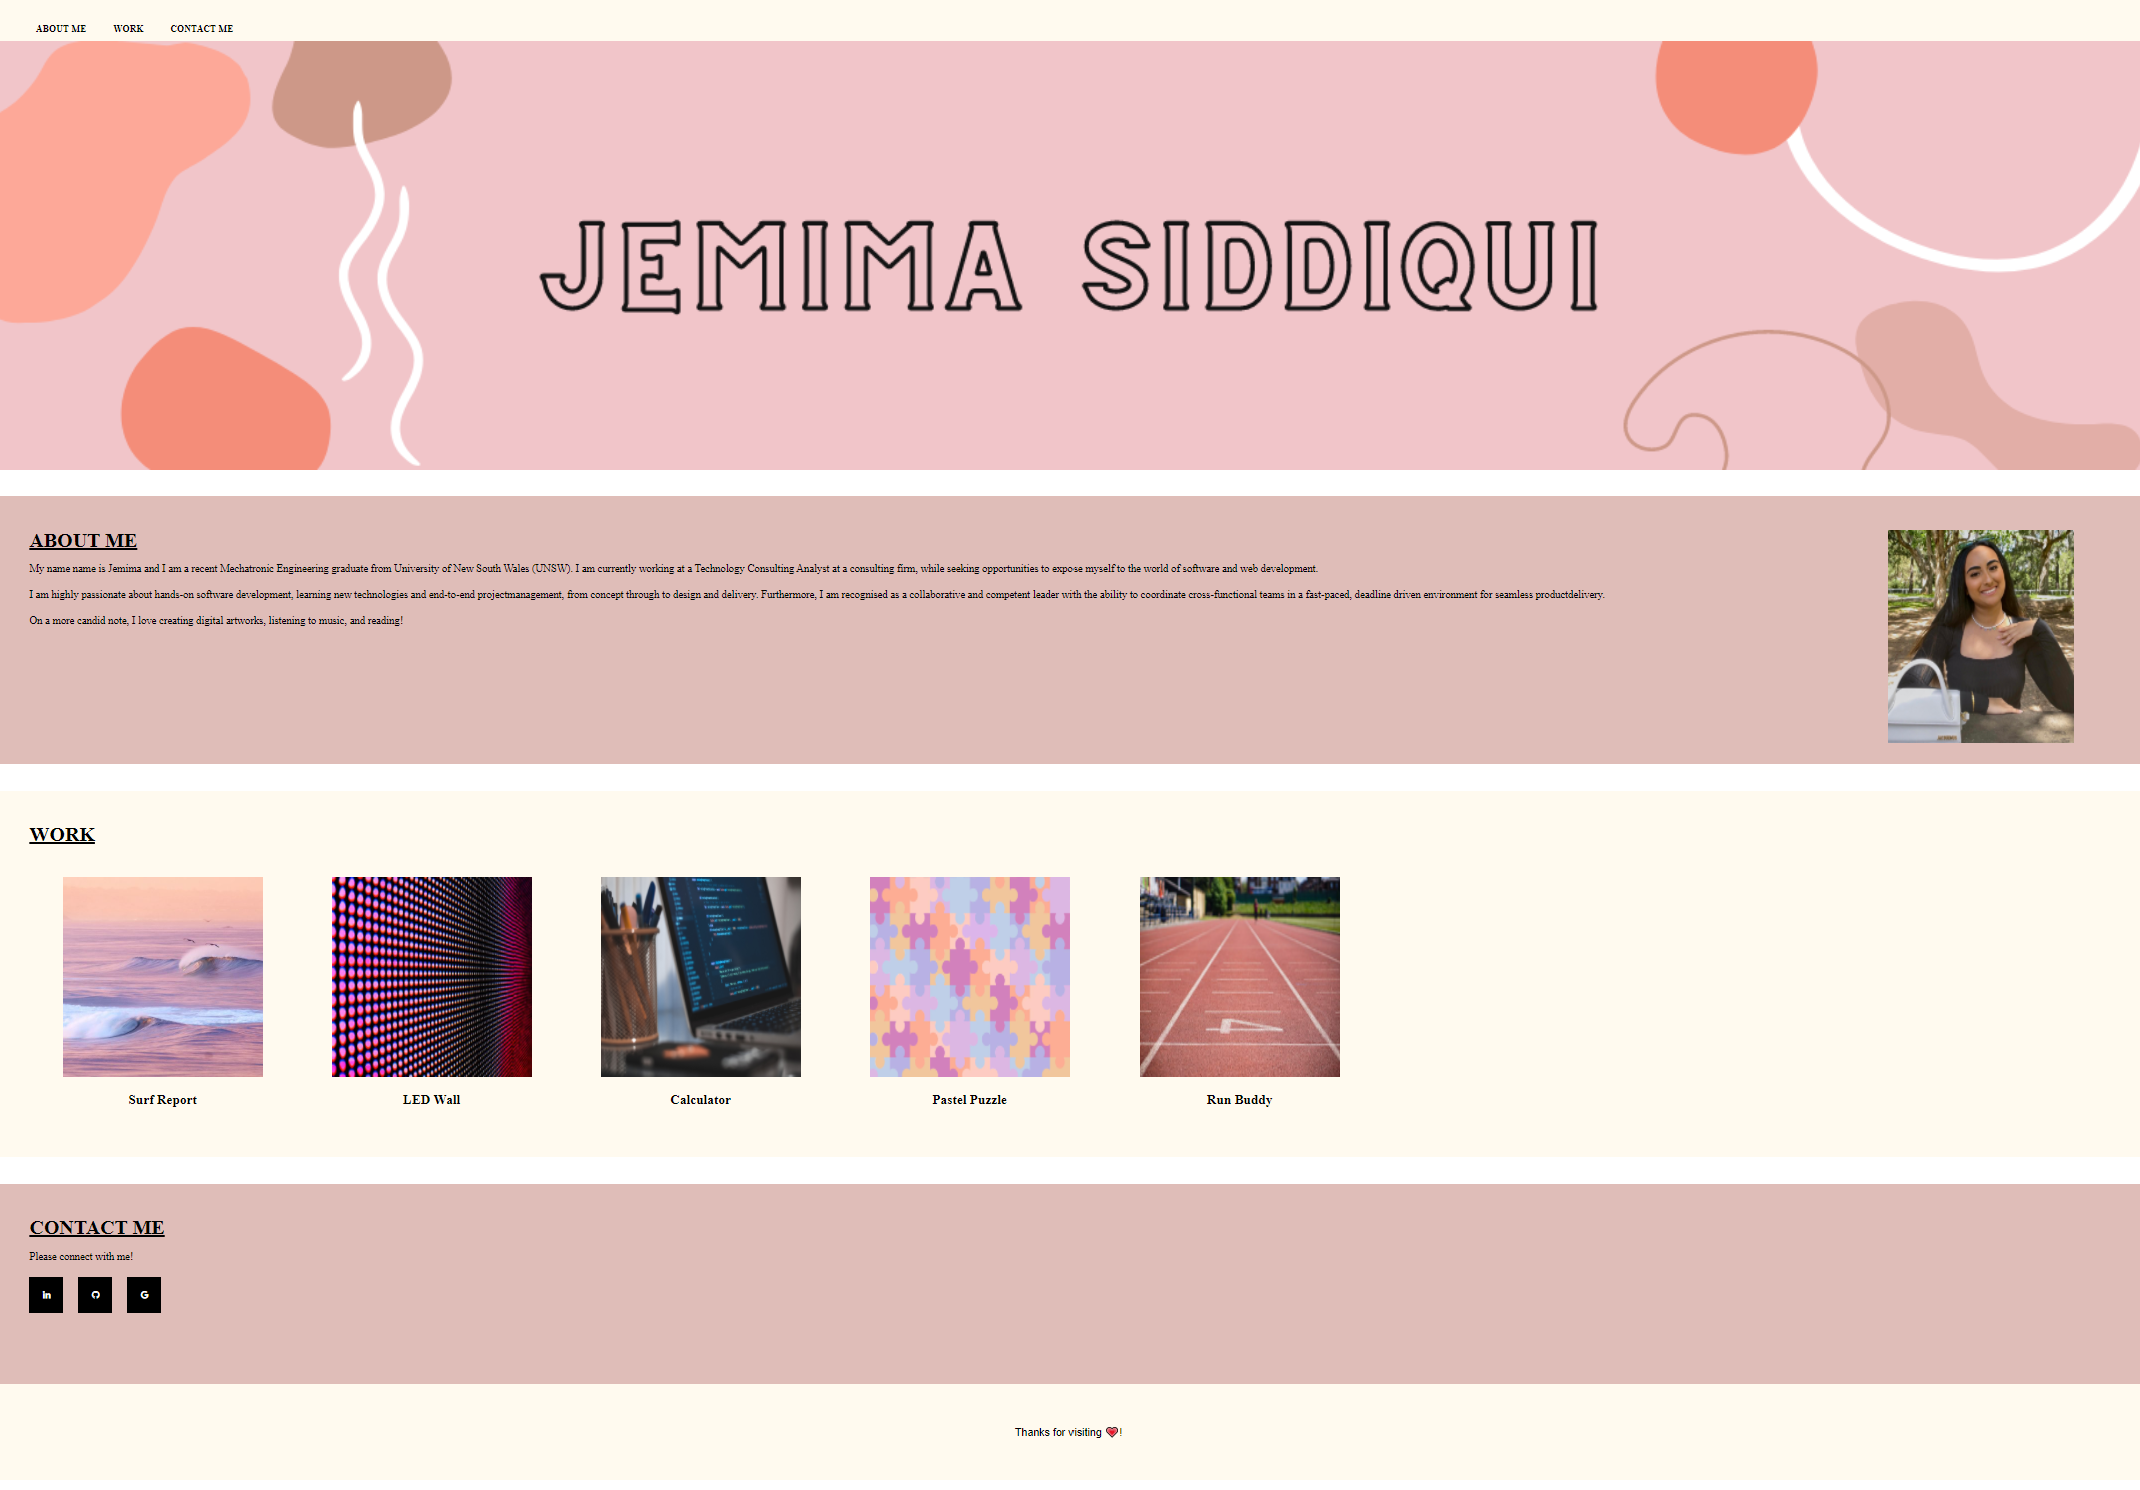 ABOUT ME WORK CONTACT ME
JEMIMA SIDDIQUI
ABOUT ME
My name name is Jemima and I am a recent Mechatronic Engineering graduate from University of New South Wales (UNSW). I am currently working at a Technology Consulting Analyst at a consulting firm, while seeking opportunities to expose myself to the world of software and web development.
I am highly passionate about hands-on software development, learning new technologies and end-to-end projectmanagement, from concept through to design and delivery. Furthermore, I am recognised as a collaborative and competent leader with the ability to coordinate cross-functional teams in a fast-paced, deadline driven environment for seamless productdelivery.
On a more candid note, I love creating digital artworks, listening to music, and reading!
WORK
4
Surf Report LED Wall Calculator Pastel Puzzle Run Buddy
CONTACT ME
Please connect with me!
in G
Thanks for visiting 💗!